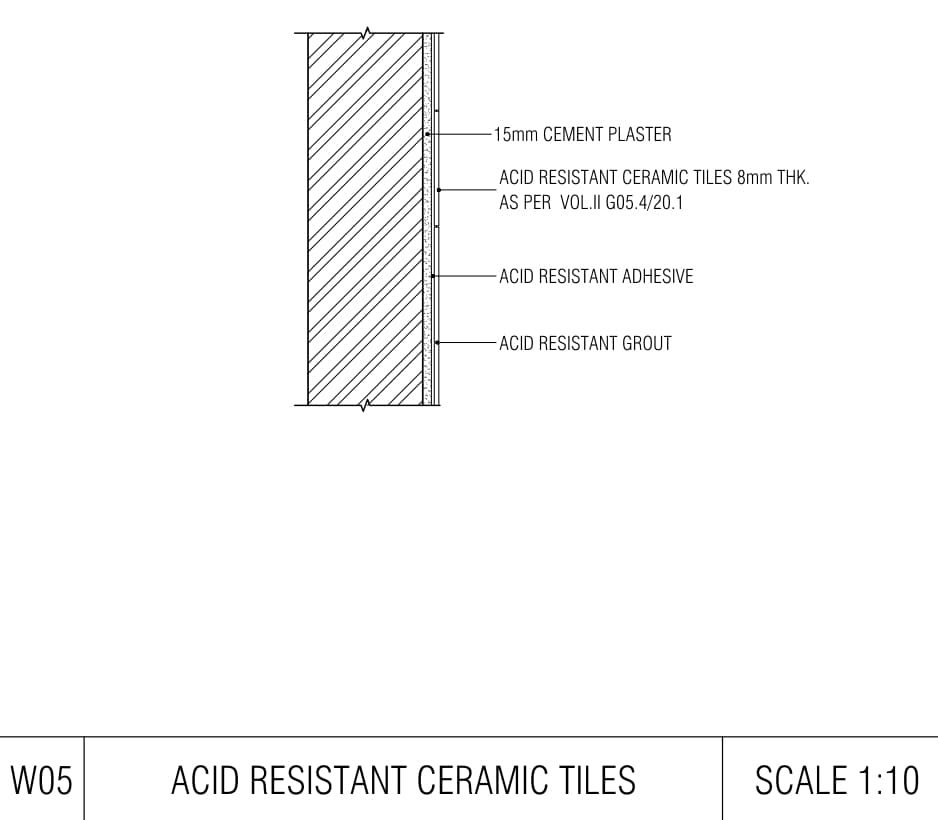 15mm CEMENT PLASTER
ACID RESISTANT CERAMIC TILES 8mm THK.
AS PER VOL.II G05.4/20.1
ACID RESISTANT ADHESIVE
ACID RESISTANT GROUT
W05
ACID RESISTANT CERAMIC TILES
SCALE 1:10